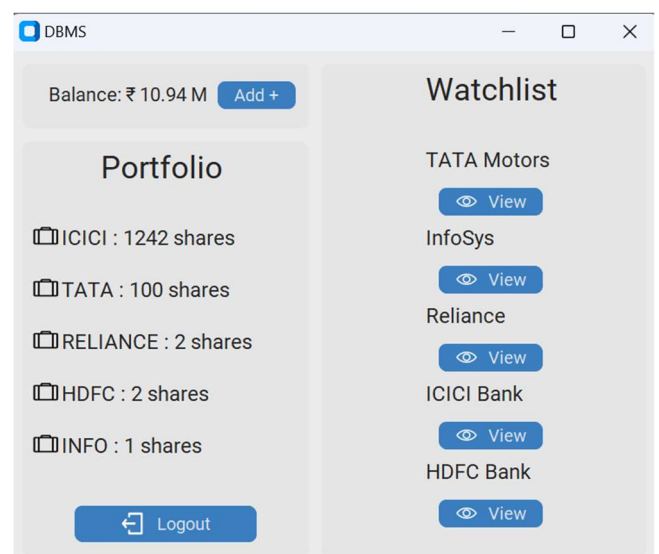 DBMS
Balance: ₹ 10.94 M
Add +
Portfolio
ICICI : 1242 shares
TATA : 100 shares
RELIANCE : 2 shares
HDFC : 2 shares
INFO : 1 shares
Logout
Watchlist
TATA Motors
View
InfoSys
View
Reliance
View
ICICI Bank
View
HDFC Bank
View